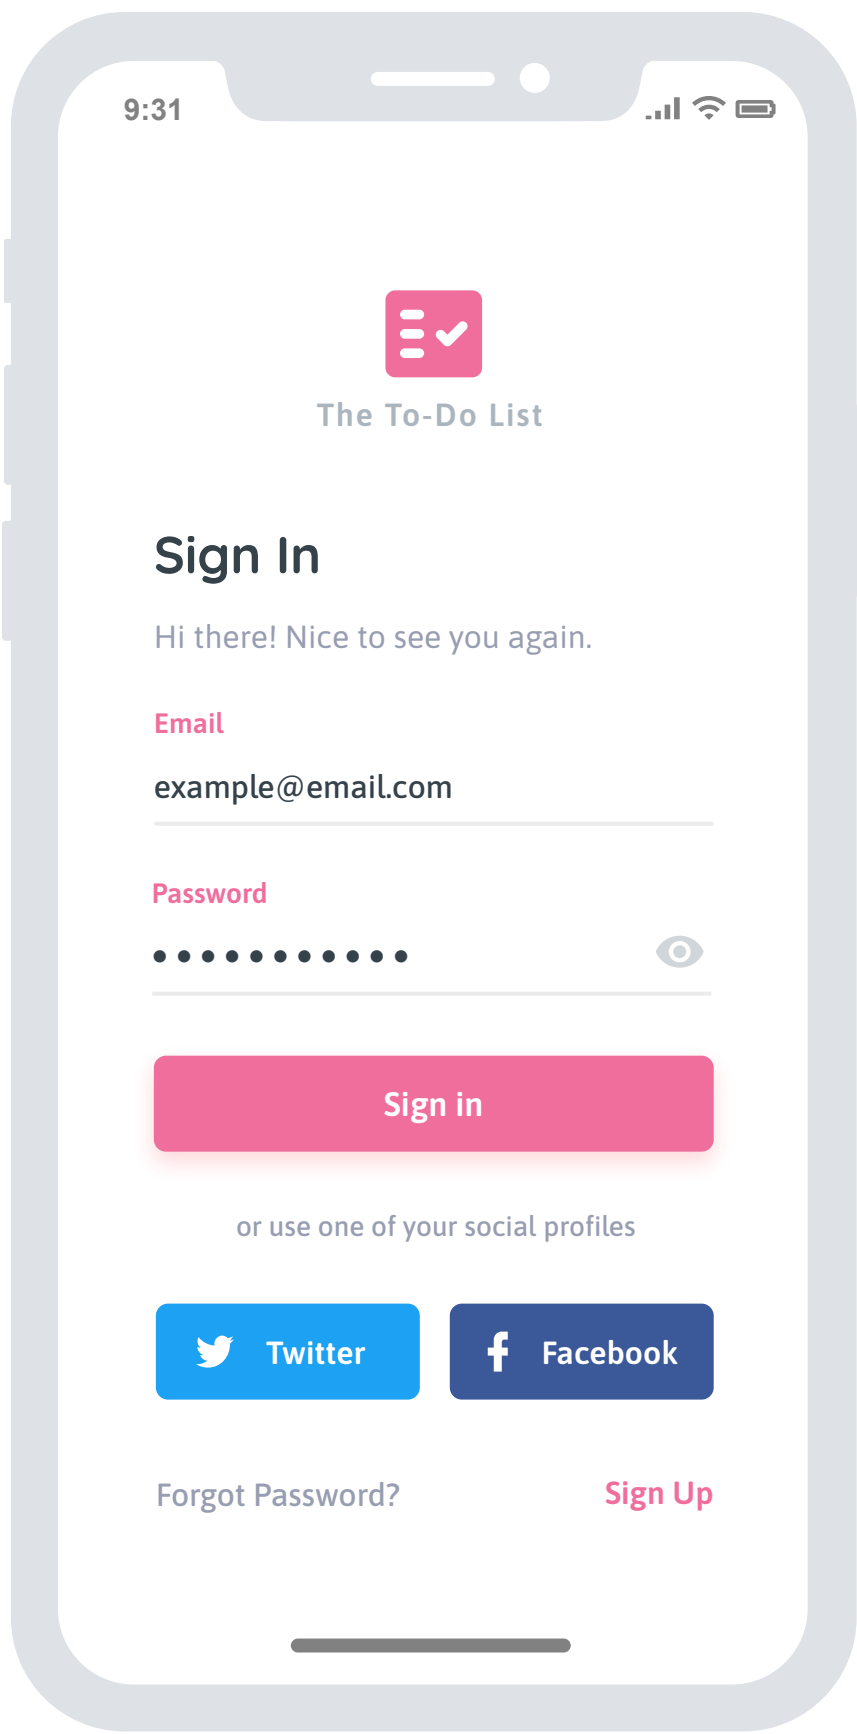 9:31
The To-Do List
Sign In
Hi there! Nice to see you again.
Email
example@email.com
Password
Sign in
or use one of your social profiles
Twitter
Facebook
Forgot Password?
Sign Up